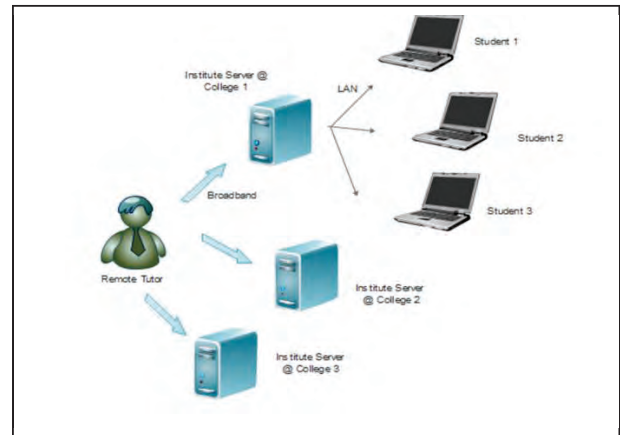 Student 1
Institute Server @
College 1
LAN
Student 2
Broadband
Student 3
Remote Tutor
Institute Server
@ College 2
Institute Server
@ College 3